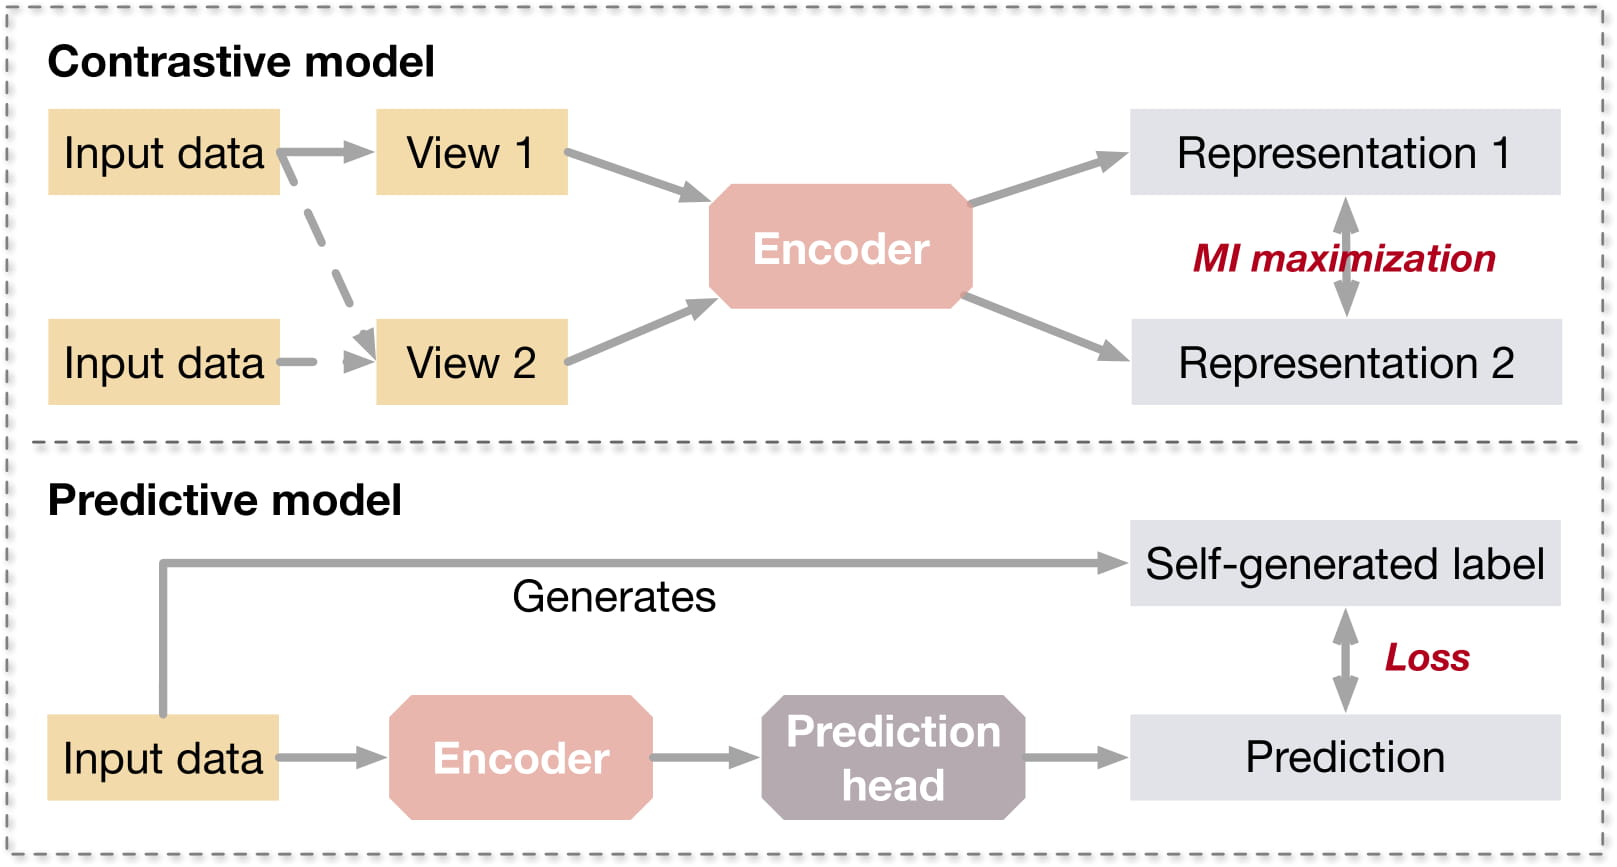 Contrastive model
Input data
View 1
Representation 1
Encoder
MI maximization
Input data
View 2
Representation 2
Predictive model
Self-generated label
Generates
Loss
Input data
Encoder
Prediction
head
Prediction